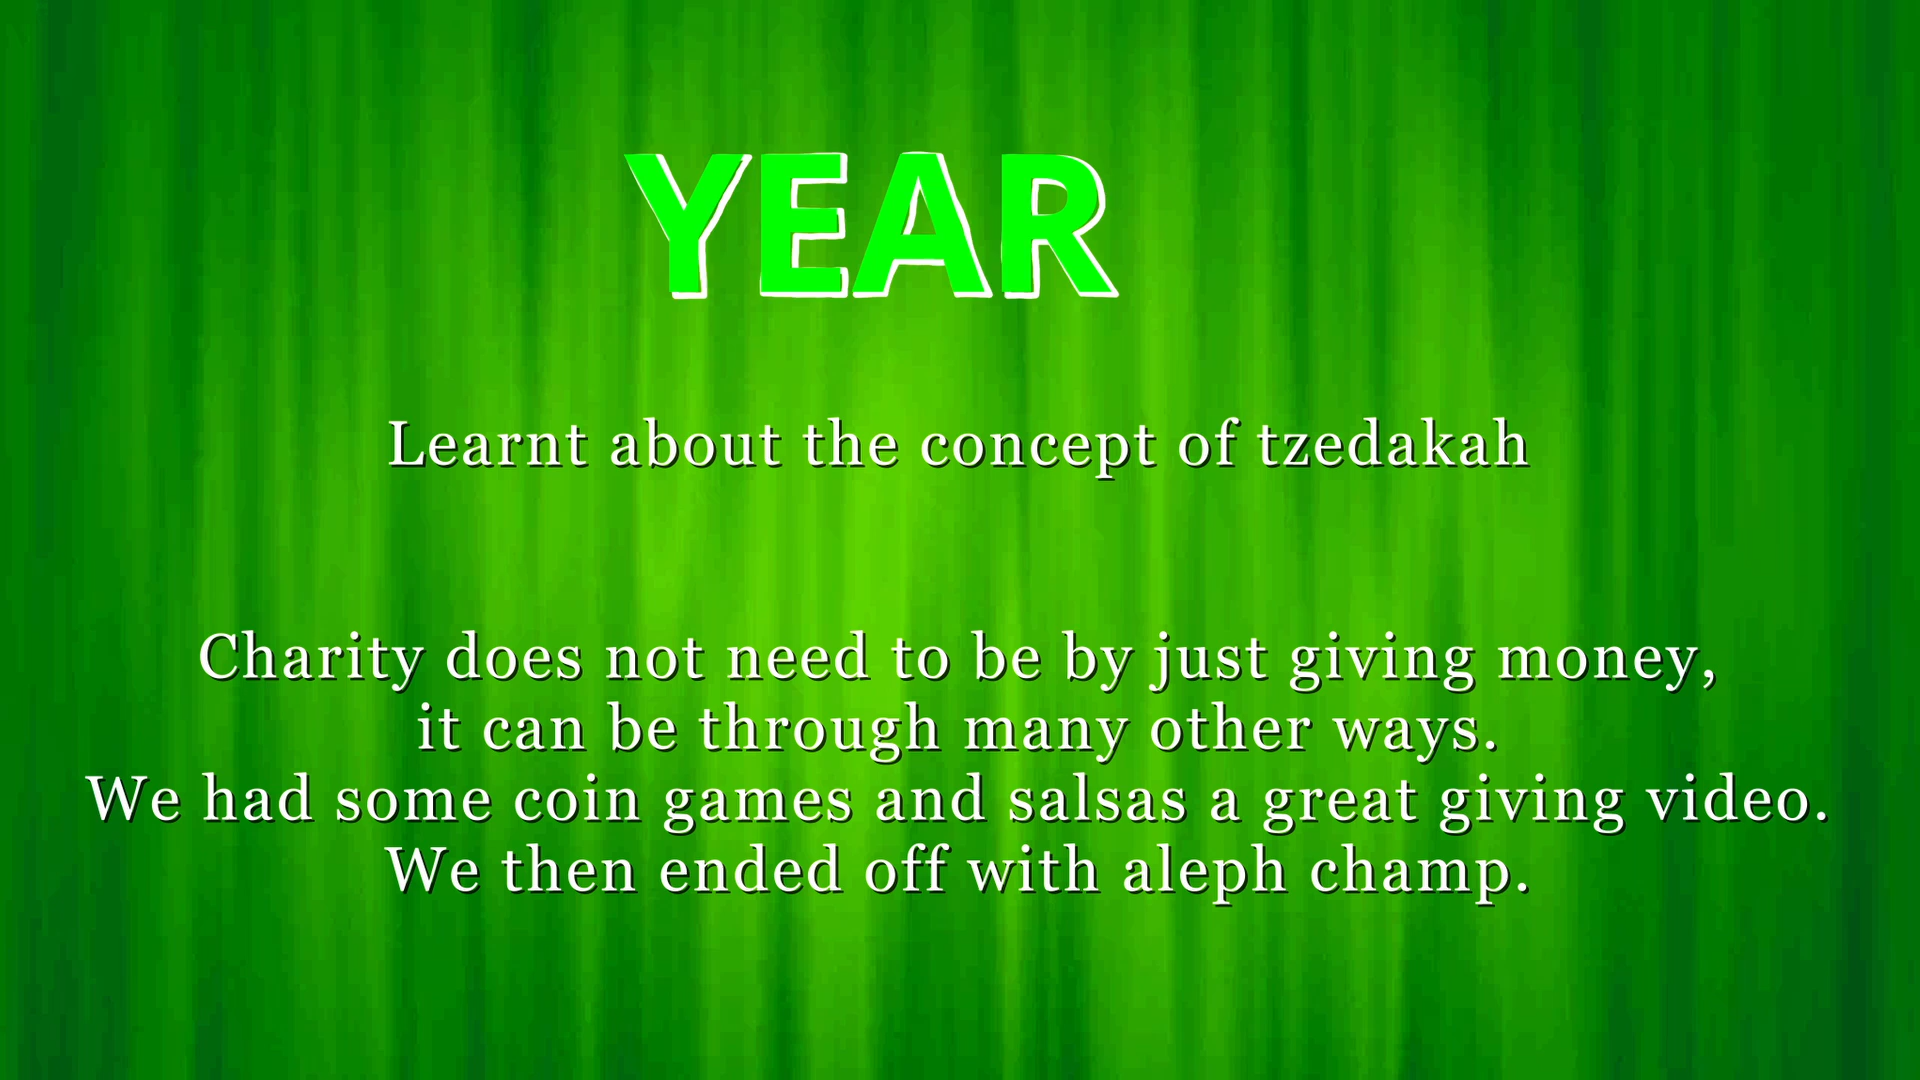 YEAR
Learnt about the concept of tzedakah
Charity does not need to be by just giving money,
it can be through many other ways.
We had some coin games and salsas a great giving video.
We then ended off with aleph champ.